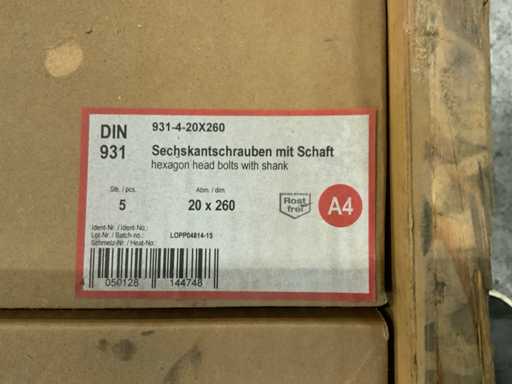 DIN 931
931-4-20X260
Sechskantschrauben mit Schaft
hexagon head bolts with shank
Stk. / pcs.
5
Abm. / dim.
20 x 260
Rost frei
A4
Ident-Nr. / Ident-No.:
Lot-Nr. / Batch-no.: LOPP04814-15
Schmelz-Nr. / Heat-No.:
4 050128 144748